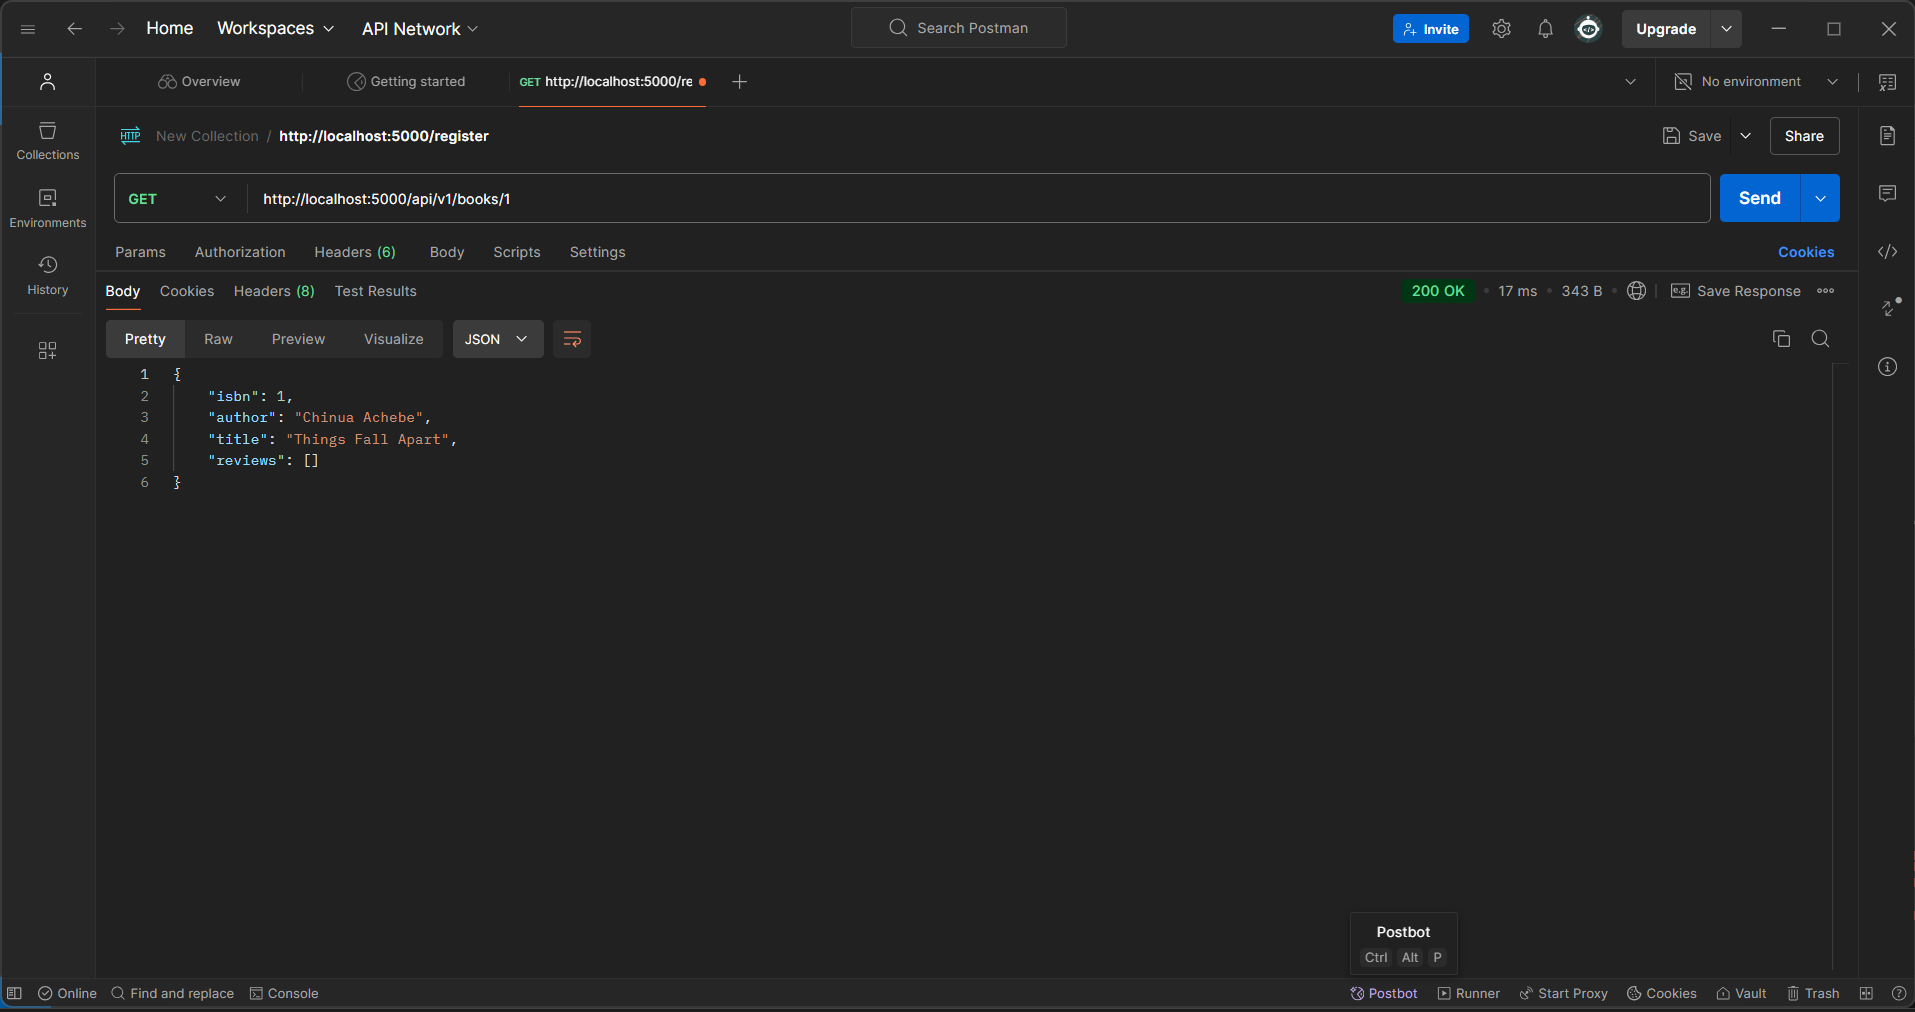 Home Workspaces API Network Search Postman Invite Upgrade
Overview Getting started GET http://localhost:5000/re No environment
HTTP New Collection / http://localhost:5000/register Save Share
GET http://localhost:5000/api/v1/books/1 Send
Params Authorization Headers (6) Body Scripts Settings Cookies
Body Cookies Headers (8) Test Results 200 OK • 17 ms • 343 B • e.g. Save Response
Pretty Raw Preview Visualize JSON
1 {
2 "isbn": 1,
3 "author": "Chinua Achebe",
4 "title": "Things Fall Apart",
5 "reviews": []
6 }
Collections
Environments
History
Postbot
Ctrl Alt P
Online Find and replace Console Postbot Runner Start Proxy Cookies Vault Trash